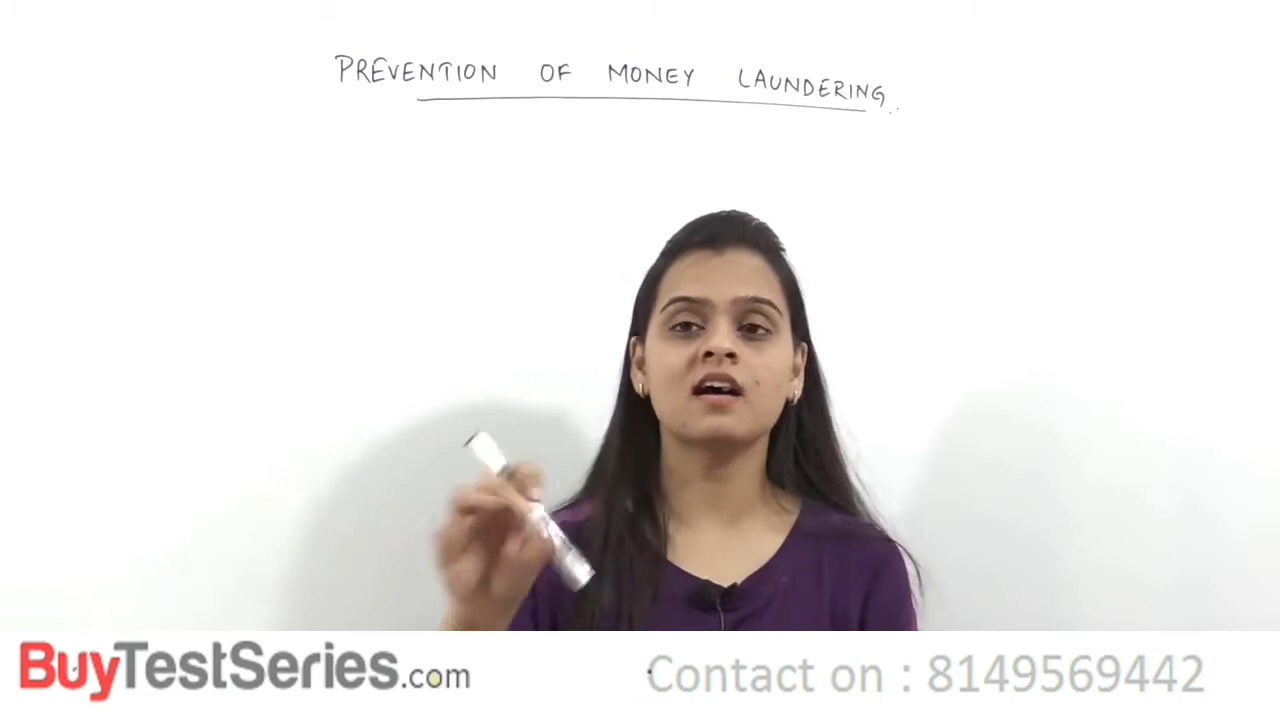 PREVENTION OF MONEY LAUNDERING
BuyTestSeries.com
Contact on : 8149569442